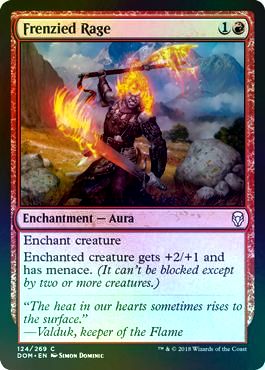 Frenzied Rage 1
Enchantment — Aura
Enchant creature
Enchanted creature gets +2/+1 and
has menace. (It can't be blocked except
by two or more creatures.)
“The heat in our hearts sometimes rises to
the surface.”
—Valduk, keeper of the Flame
124/269 C
DOM • EN SIMON DOMINIC
™ & © 2018 Wizards of the Coast